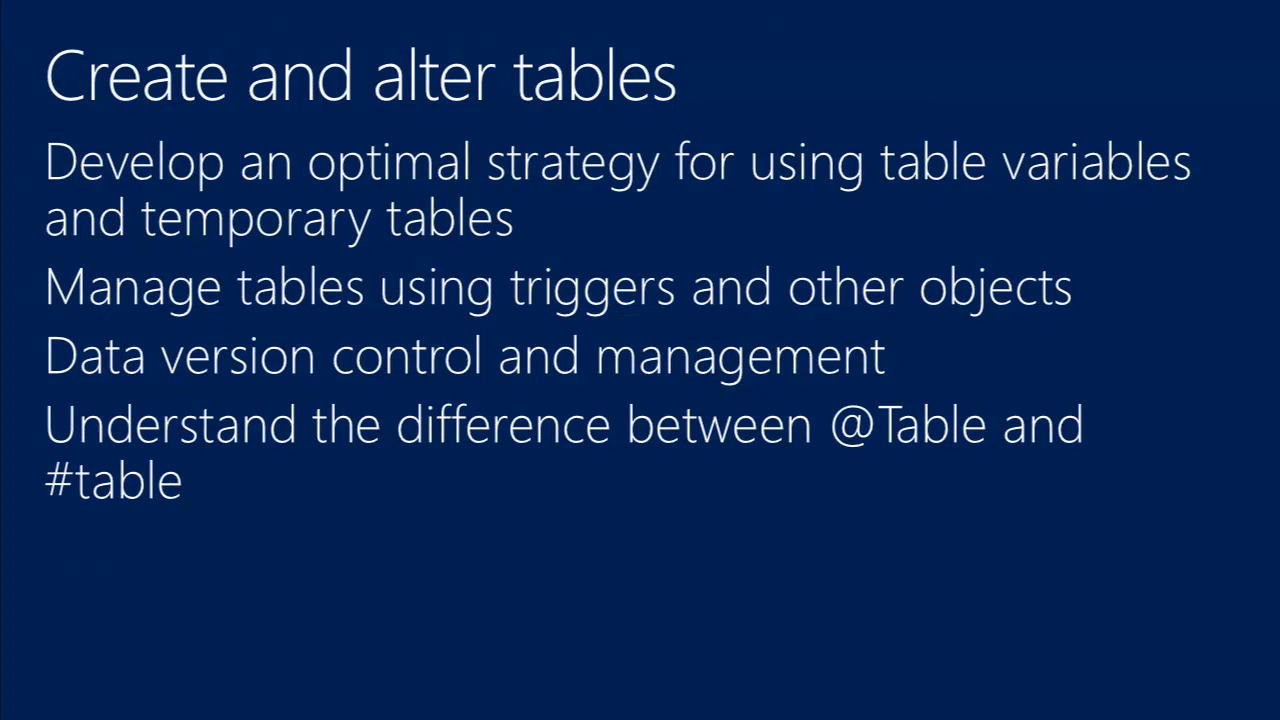 Create and alter tables
Develop an optimal strategy for using table variables
and temporary tables
Manage tables using triggers and other objects
Data version control and management
Understand the difference between @Table and
#table